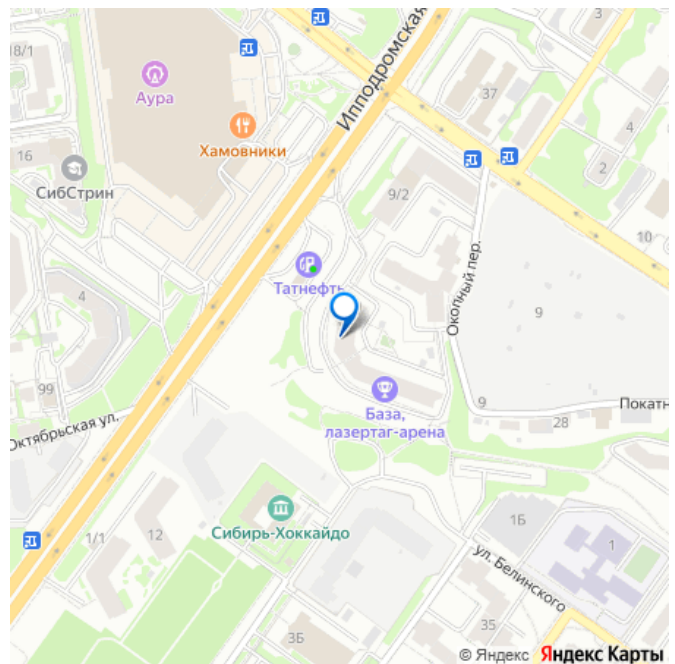 3
18/1
Ипподромская
37
Аура
4
Хамовники
16
2
СибСтрин
9/2
10
Окопный пер.
Татнефть
4
9
99
База,
лазертаг-арена
9
Покатн
28
Октябрьская ул.
1Б
Сибирь-Хоккайдо
12
1/1
1
ул. Белинского
35
3Б
© Яндекс Яндекс Карты